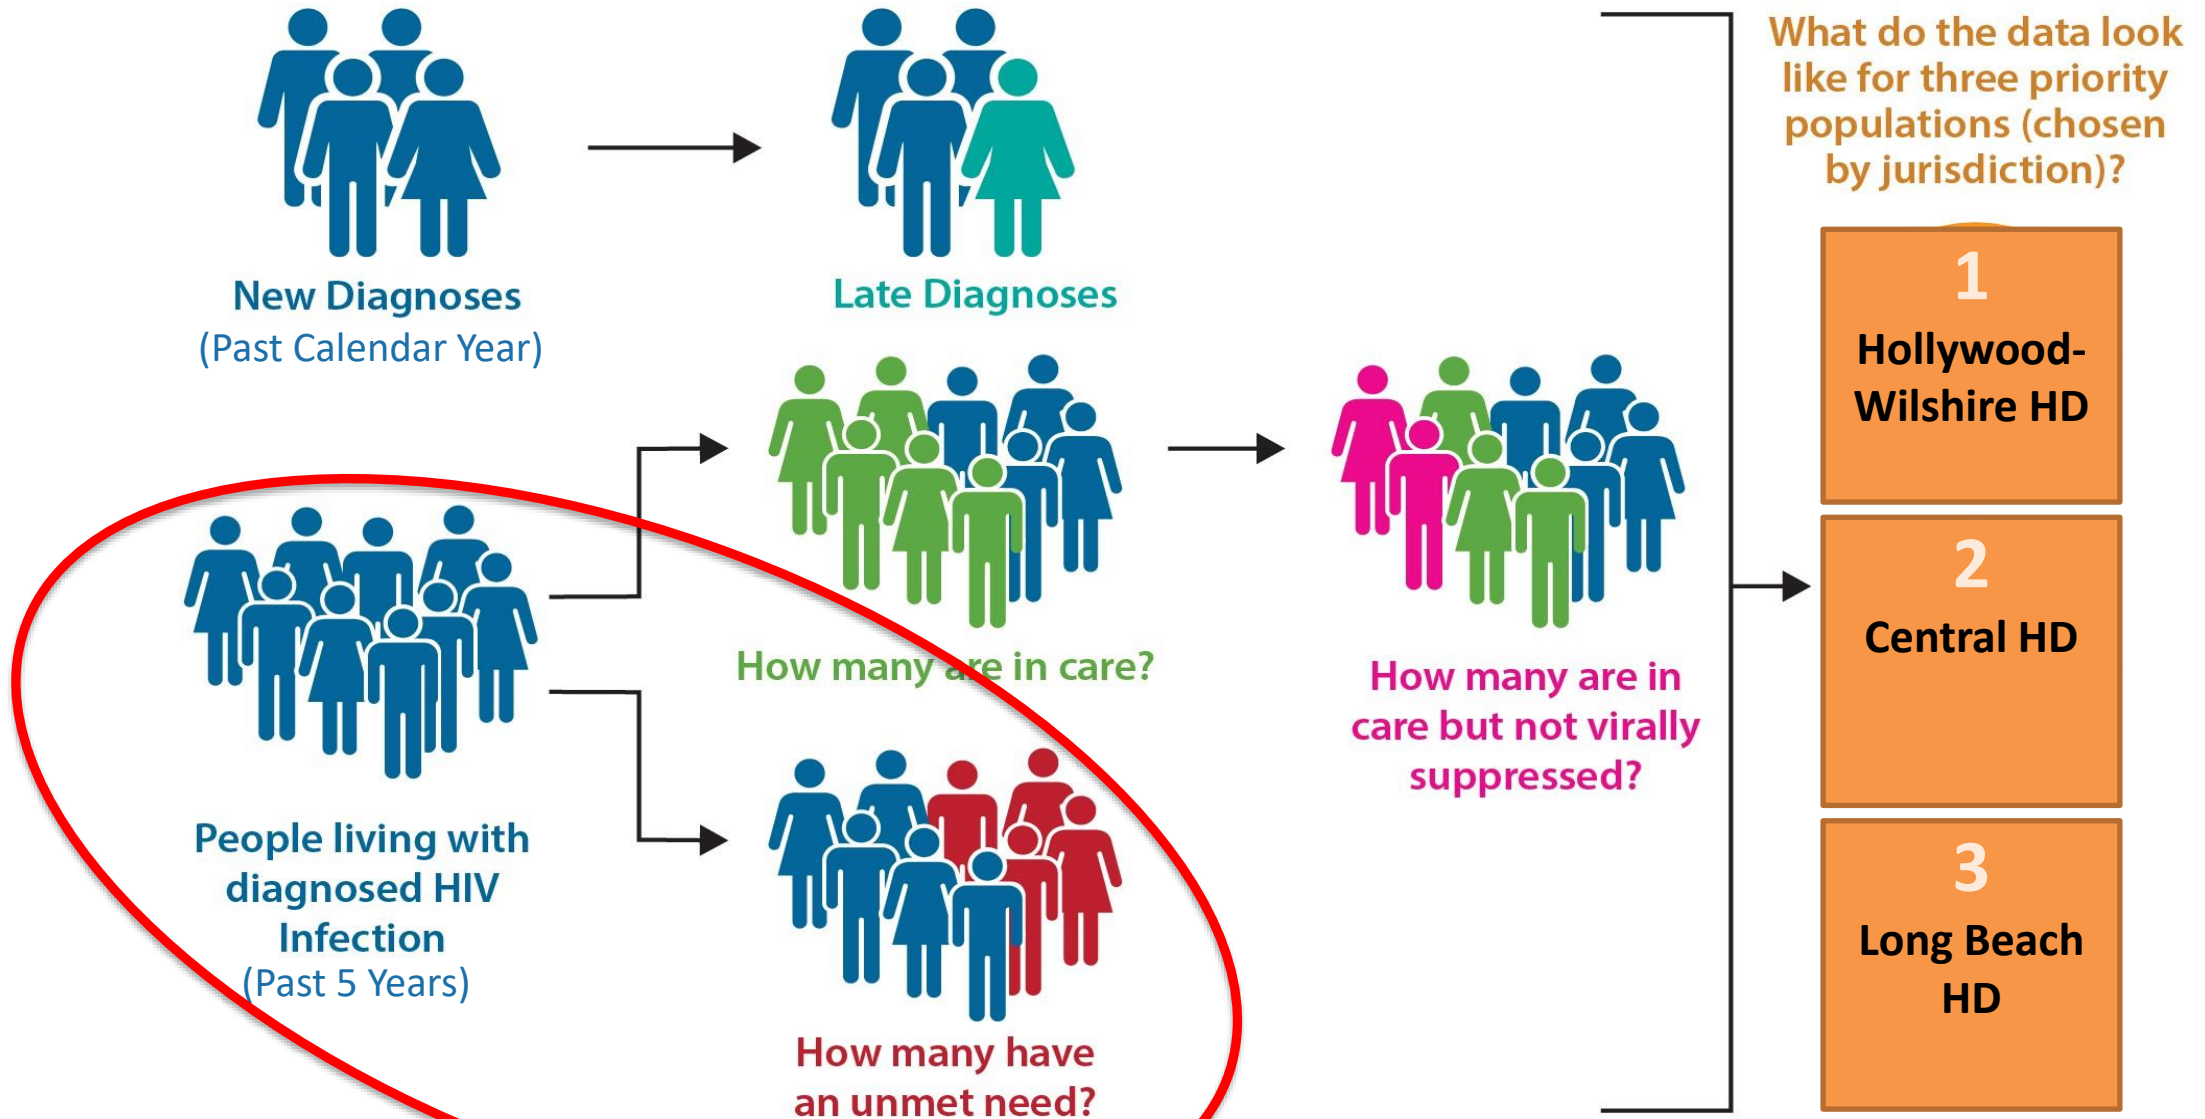 New Diagnoses
(Past Calendar Year)
Late Diagnoses
People living with
diagnosed HIV
Infection
(Past 5 Years)
How many are in care?
How many have
an unmet need?
How many are in
care but not virally
suppressed?
What do the data look
like for three priority
populations (chosen
by jurisdiction)?
1
Hollywood-
Wilshire HD
2
Central HD
3
Long Beach
HD